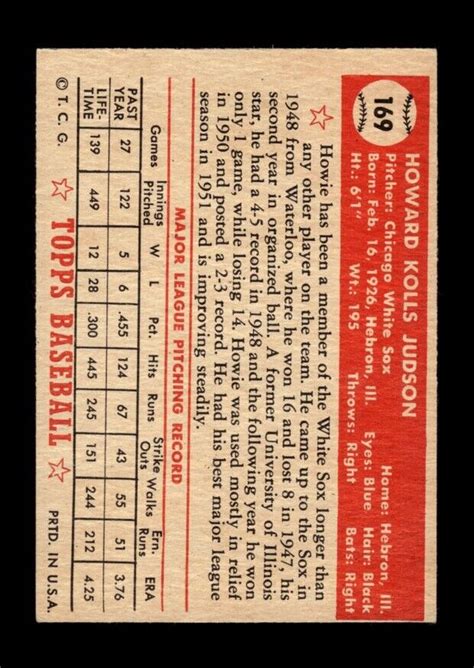 169
HOWARD KOLLS JUDSON
Pitcher: Chicago White Sox Home: Hebron, Ill.
Born: Feb. 16, 1926, Hebron, Ill. Eyes: Blue Hair: Black
Ht.: 6'1" Wt.: 195 Throws: Right Bats: Right
Howie has been a member of the White Sox longer than
any other player on the team. He came up to the Sox in
1948 from Waterloo, where he won 16 and lost 8 in 1947, his
second year in organized ball. A former University of Illinois
star, he had a 4-5 record in 1948 and the following year he won
only 1 game, while losing 14. Howie was used mostly in relief
in 1950 and posted a 2-3 record. He had his best major league
season in 1951 and is improving steadily.
MAJOR LEAGUE PITCHING RECORD
Games Innings Pitched W L Pct. Hits Runs Strike Outs Walks Ern. Runs ERA
PAST YEAR 27 122 5 6 .455 124 67 43 55 51 3.76
LIFE-TIME 139 449 12 28 .300 445 245 151 244 212 4.25
© T. C. G. TOPPS BASEBALL PRTD. IN U.S.A.